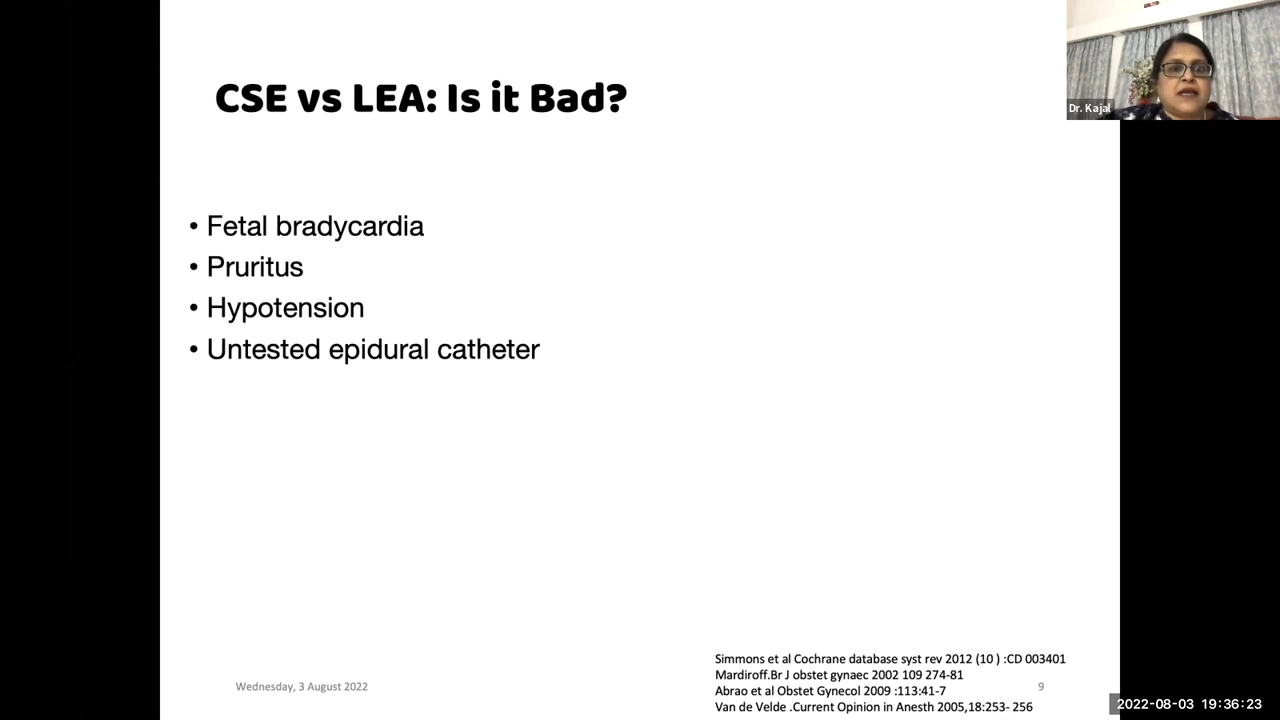 CSE vs LEA: Is it Bad?
Dr. Kajal
• Fetal bradycardia
• Pruritus
• Hypotension
• Untested epidural catheter
Simmons et al Cochrane database syst rev 2012 (10 ) :CD 003401
Mardiroff.Br J obstet gynaec 2002 109 274-81
Abrao et al Obstet Gynecol 2009 :113:41-7
Van de Velde .Current Opinion in Anesth 2005,18:253- 256
Wednesday, 3 August 2022
9
2022-08-03 19:36:23